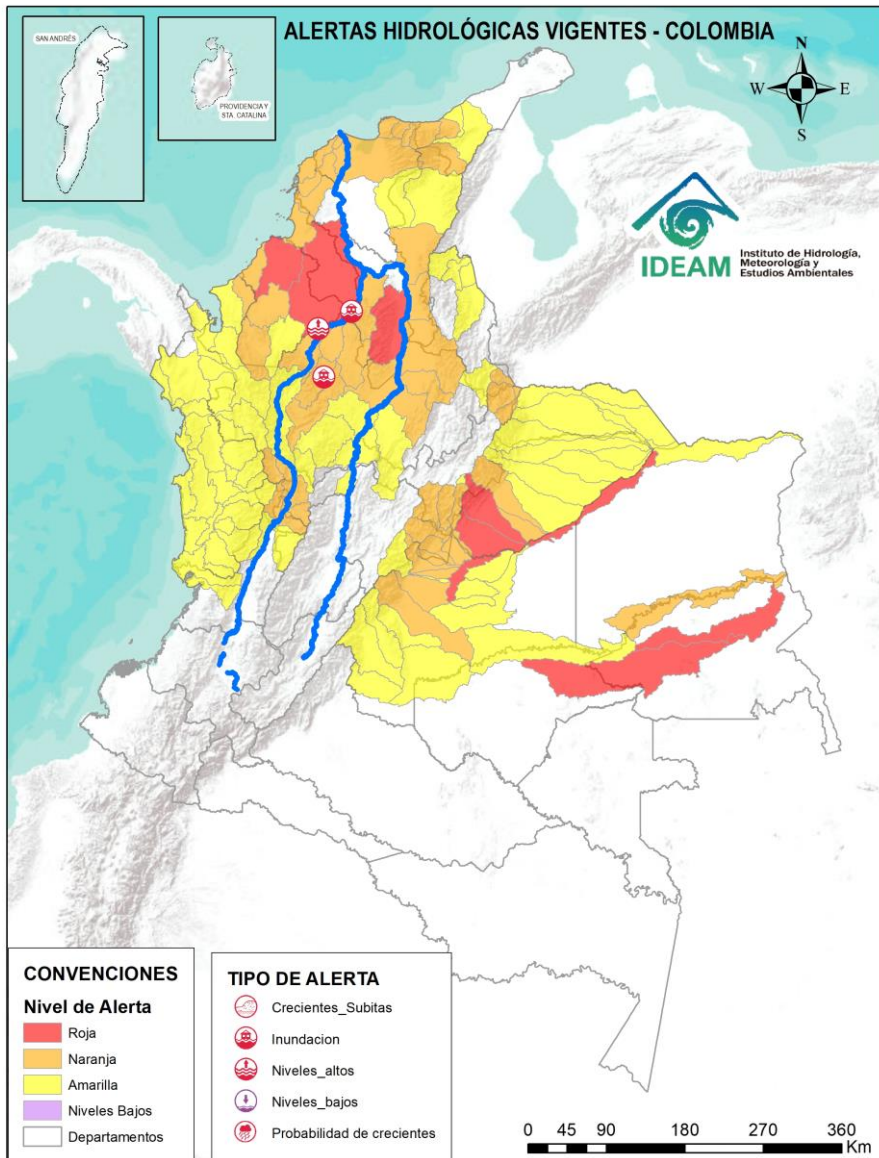 ALERTAS HIDROLÓGICAS VIGENTES - COLOMBIA
SAN ANDRÉS
PROVIDENCIA Y
STA. CATALINA
N
W
E
S
IDEAM
Instituto de Hidrología,
Meteorología y
Estudios Ambientales
CONVENCIONES
Nivel de Alerta
Roja
Naranja
Amarilla
Niveles Bajos
Departamentos
TIPO DE ALERTA
Crecientes_Subitas
Inundacion
Niveles_altos
Niveles_bajos
Probabilidad de crecientes
0 45 90 180 270 360
Km